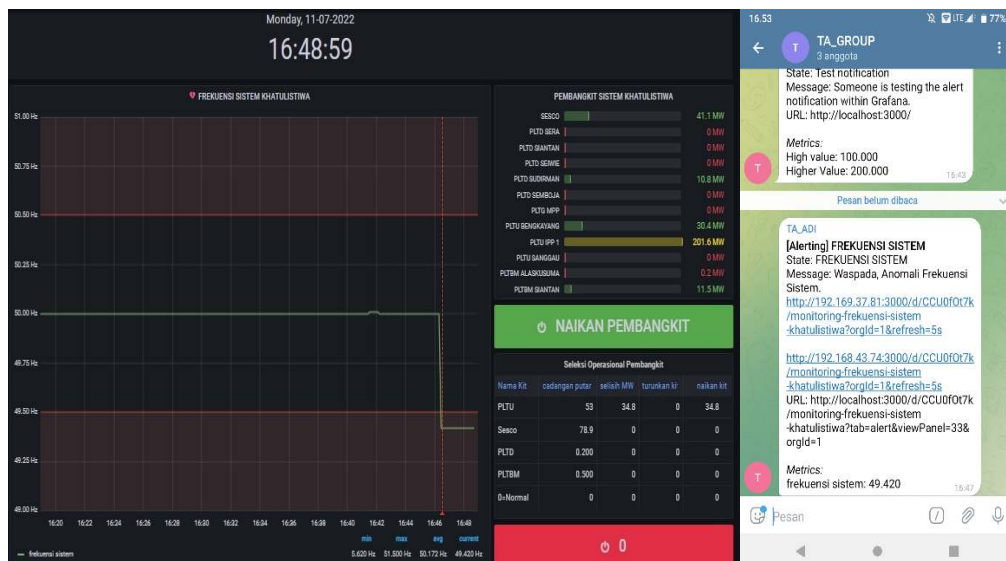 Monday, 11-07-2022
16:48:59
FREKUENSI SISTEM KHATULISTIWA
51.00 Hz
50.75 Hz
50.50 Hz
50.25 Hz
50.00 Hz
49.75 Hz
49.50 Hz
49.25 Hz
49.00 Hz
16:20 16:22 16:24 16:26 16:28 16:30 16:32 16:34 16:36 16:38 16:40 16:42 16:44 16:46 16:48
min max avg current
frekuensi sistem 5.620 Hz 51.500 Hz 50.172 Hz 49.420 Hz
PEMBANGKIT SISTEM KHATULISTIWA
SESCO 41.1 MW
PLTD SERA 0 MW
PLTD SIANTAN 0 MW
PLTD SEIWE 0 MW
PLTD SUDIRMAN 10.8 MW
PLTD SEMBOJA 0 MW
PLTG MPP 0 MW
PLTU BENGKAYANG 30.4 MW
PLTU IPP 1 201.6 MW
PLTU SANGGAU 0 MW
PLTBM ALASKUSUMA 0.2 MW
PLTBM SIANTAN 11.5 MW
NAIKAN PEMBANGKIT
Seleksi Operasional Pembangkit
Nama Kit cadangan putar selisih MW turunkan kit naikan kit
PLTU 53 34.8 0 34.8
Sesco 78.9 0 0 0
PLTD 0.200 0 0 0
PLTBM 0.500 0 0 0
0=Normal 0 0 0 0
0
16.53 LTE 77%
T TA_GROUP
3 anggota
State: Test notification
Message: Someone is testing the alert
notification within Grafana.
URL: http://localhost:3000/
Metrics:
High value: 100.000
Higher Value: 200.000
16:43
T
Pesan belum dibaca
TA_ADI
[Alerting] FREKUENSI SISTEM
State: FREKUENSI SISTEM
Message: Waspada, Anomali Frekuensi
Sistem.
http://192.169.37.81:3000/d/CCU0fOt7k
/monitoring-frekuensi-sistem
-khatulistiwa?orgId=1&refresh=5s
http://192.168.43.74:3000/d/CCU0fOt7k
/monitoring-frekuensi-sistem
-khatulistiwa?orgId=1&refresh=5s
URL: http://localhost:3000/d/CCU0fOt7k
/monitoring-frekuensi-sistem
-khatulistiwa?tab=alert&viewPanel=33&
orgId=1
Metrics:
frekuensi sistem: 49.420
16:47
T
Pesan